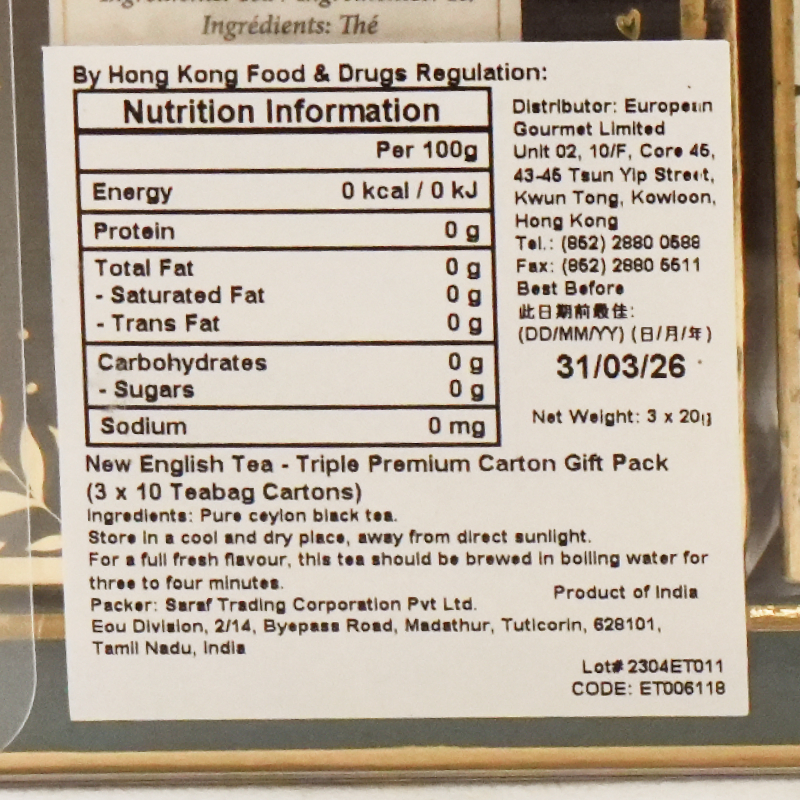 Ingrédients: Thé
By Hong Kong Food & Drugs Regulation:
Nutrition Information
Per 100g
Energy 0 kcal / 0 kJ
Protein 0 g
Total Fat 0 g
- Saturated Fat 0 g
- Trans Fat 0 g
Carbohydrates 0 g
- Sugars 0 g
Sodium 0 mg
Distributor: European
Gourmet Limited
Unit 02, 10/F, Core 45,
43-45 Tsun Yip Street,
Kwun Tong, Kowloon,
Hong Kong
Tel.: (852) 2880 0588
Fax: (852) 2880 5511
Best Before
此日期前最佳:
(DD/MM/YY) (日/月/年)
31/03/26
Net Weight: 3 x 20g
New English Tea - Triple Premium Carton Gift Pack
(3 x 10 Teabag Cartons)
Ingredients: Pure ceylon black tea.
Store in a cool and dry place, away from direct sunlight.
For a full fresh flavour, this tea should be brewed in boiling water for
three to four minutes.
Product of India
Packer: Saraf Trading Corporation Pvt Ltd.
Eou Division, 2/14, Byepass Road, Madathur, Tuticorin, 628101,
Tamil Nadu, India
Lot# 2304ET011
CODE: ET006118